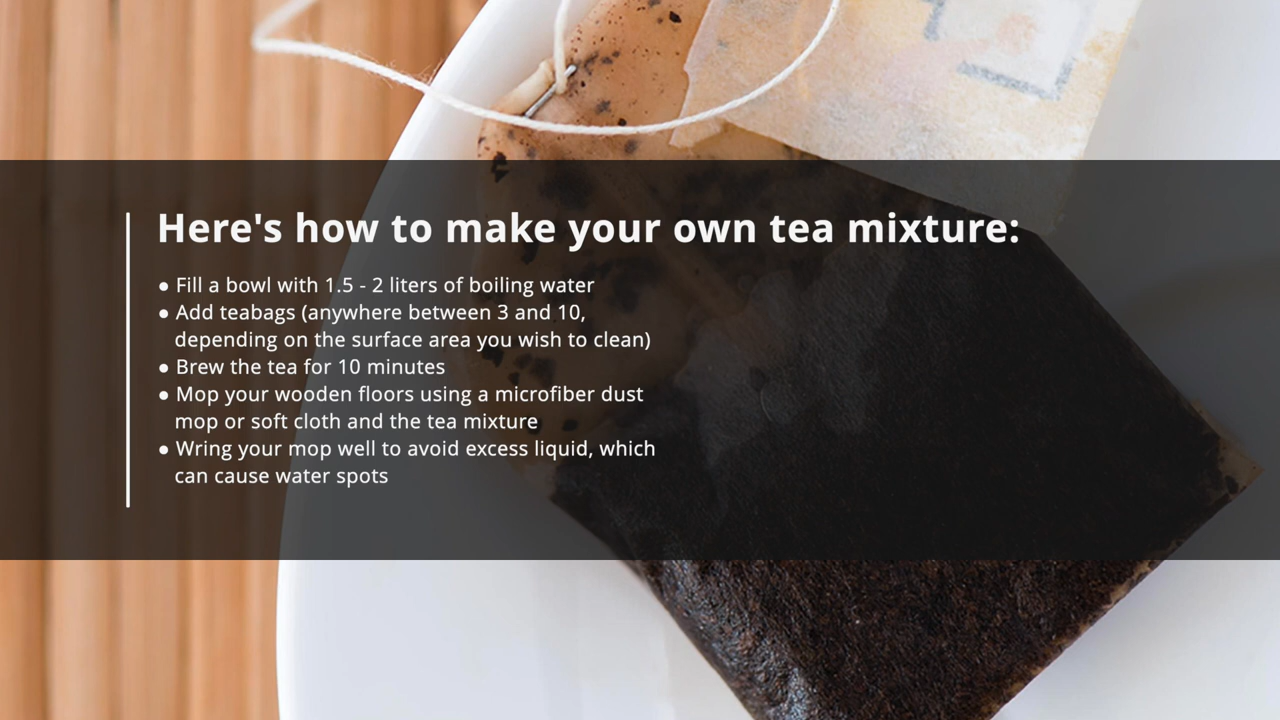 Here's how to make your own tea mixture:
● Fill a bowl with 1.5 - 2 liters of boiling water
● Add teabags (anywhere between 3 and 10,
depending on the surface area you wish to clean)
● Brew the tea for 10 minutes
● Mop your wooden floors using a microfiber dust
mop or soft cloth and the tea mixture
● Wring your mop well to avoid excess liquid, which
can cause water spots